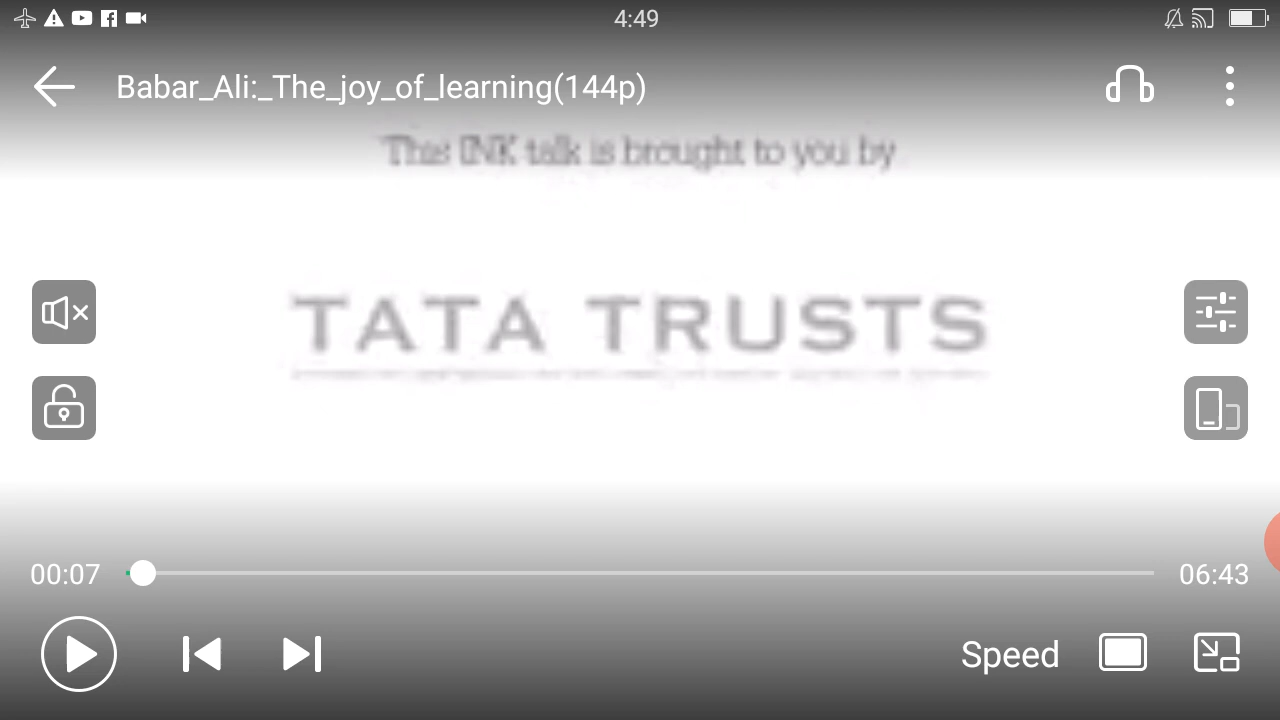 4:49
Babar_Ali:_The_joy_of_learning(144p)
This INK talk is brought to you by
TATA TRUSTS
00:07
06:43
Speed